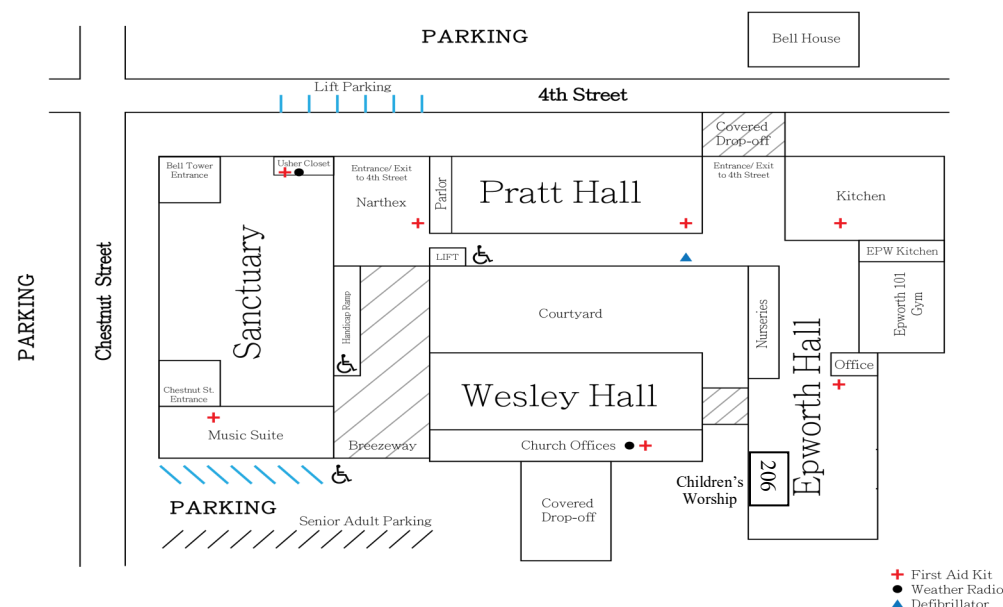 PARKING
Bell House
Lift Parking
4th Street
Covered
Drop-off
Bell Tower
Entrance
Usher Closet
Entrance/ Exit
to 4th Street
Narthex
Parlor
Pratt Hall
Entrance/ Exit
to 4th Street
Kitchen
PARKING
Chestnut Street
Sanctuary
LIFT
EPW Kitchen
Handicap Ramp
Courtyard
Nurseries
Epworth 101
Gym
Epworth Hall
Office
Chestnut St.
Entrance
Wesley Hall
Music Suite
Breezeway
Church Offices
Children's
Worship
206
PARKING
Senior Adult Parking
Covered
Drop-off
First Aid Kit
Weather Radio
Defibrillator